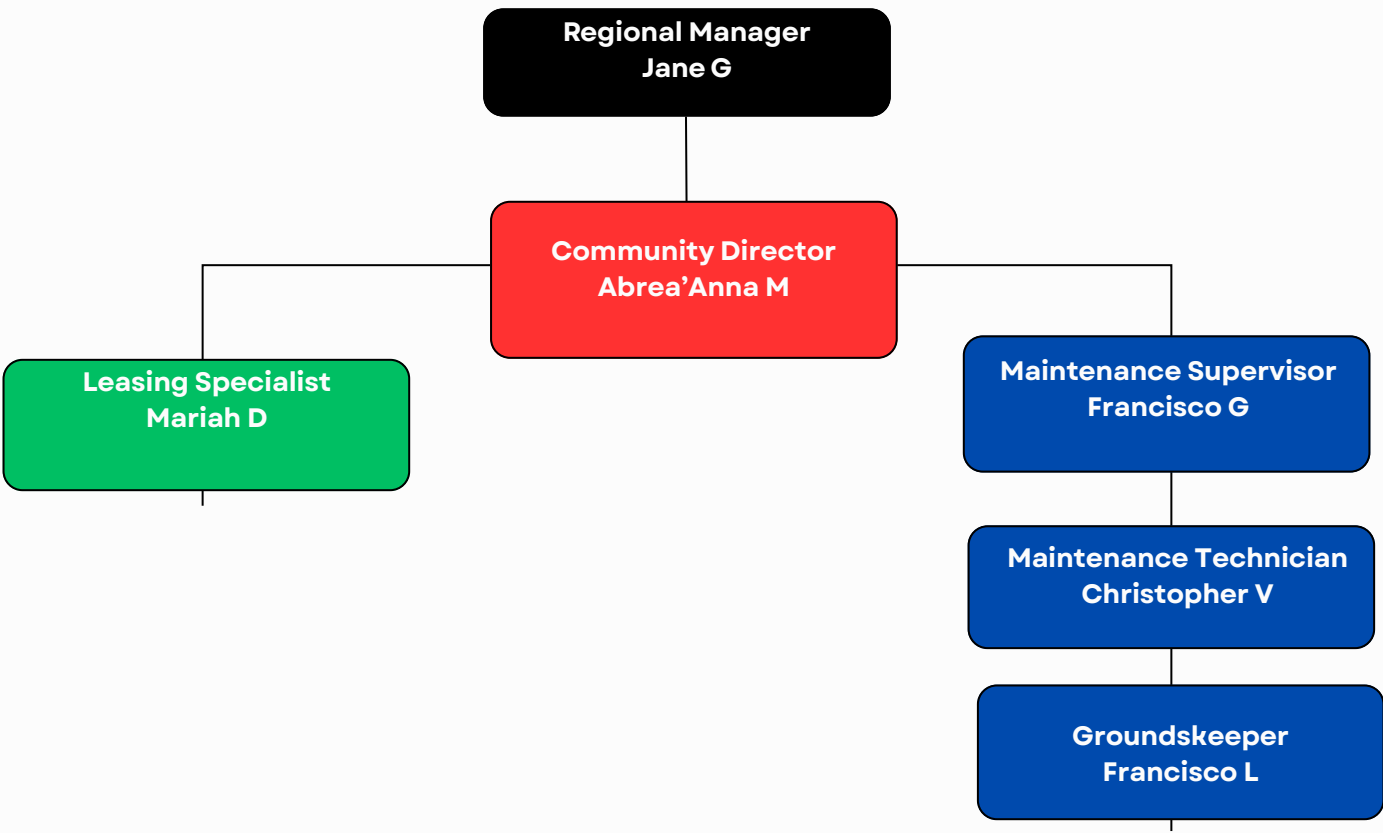 Regional Manager
Jane G
Community Director
Abrea’Anna M
Leasing Specialist
Mariah D
Maintenance Supervisor
Francisco G
Maintenance Technician
Christopher V
Groundskeeper
Francisco L